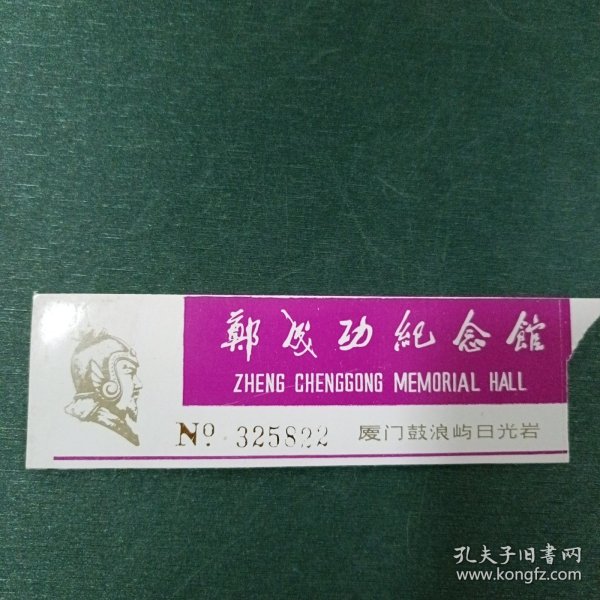 鄭成功紀念館
ZHENG CHENGGONG MEMORIAL HALL
No. 325822 厦门鼓浪屿日光岩
孔夫子旧书网
www.kongfz.com